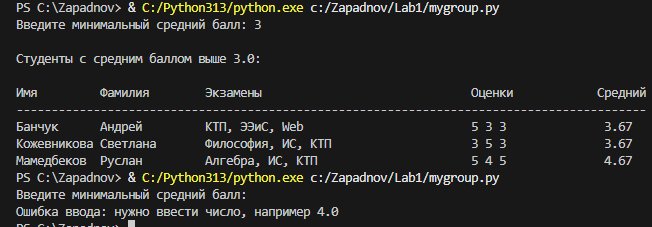 PS C:\Zapadnov> & C:/Python313/python.exe c:/Zapadnov/Lab1/mygroup.py
Введите минимальный средний балл: 3
Студенты с средним баллом выше 3.0:
Имя Фамилия Экзамены Оценки Средний
--------------------------------------------------------------------------------
Банчук Андрей КТП, ЭЭиС, Web 5 3 3 3.67
Кожевникова Светлана Философия, ИС, КТП 3 5 3 3.67
Мамедбеков Руслан Алгебра, ИС, КТП 5 4 5 4.67
PS C:\Zapadnov> & C:/Python313/python.exe c:/Zapadnov/Lab1/mygroup.py
Введите минимальный средний балл:
Ошибка ввода: нужно ввести число, например 4.0
PS C:\Zapadnov>